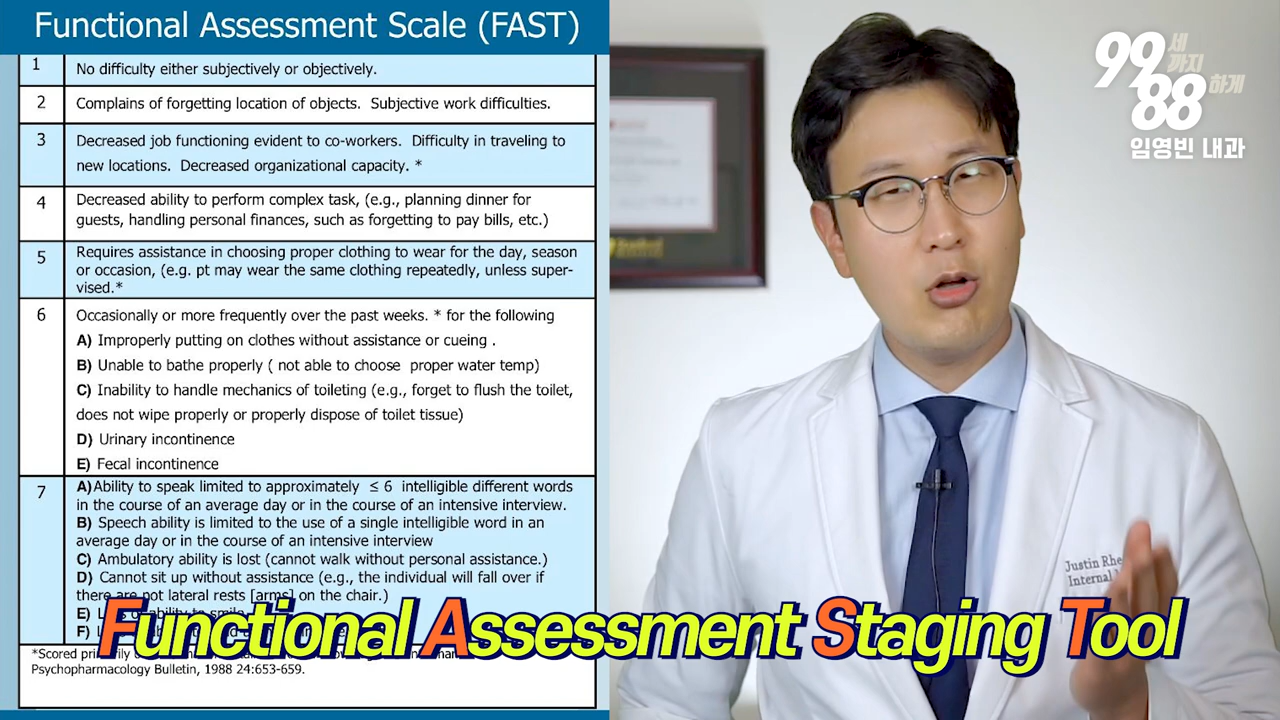 Functional Assessment Scale (FAST)
1
No difficulty either subjectively or objectively.
2
Complains of forgetting location of objects. Subjective work difficulties.
3
Decreased job functioning evident to co-workers. Difficulty in traveling to
new locations. Decreased organizational capacity. *
4
Decreased ability to perform complex task, (e.g., planning dinner for
guests, handling personal finances, such as forgetting to pay bills, etc.)
5
Requires assistance in choosing proper clothing to wear for the day, season
or occasion, (e.g. pt may wear the same clothing repeatedly, unless super-
vised.*
6
Occasionally or more frequently over the past weeks. * for the following
A) Improperly putting on clothes without assistance or cueing .
B) Unable to bathe properly ( not able to choose proper water temp)
C) Inability to handle mechanics of toileting (e.g., forget to flush the toilet,
does not wipe properly or properly dispose of toilet tissue)
D) Urinary incontinence
E) Fecal incontinence
7
A)Ability to speak limited to approximately ≤ 6 intelligible different words
in the course of an average day or in the course of an intensive interview.
B) Speech ability is limited to the use of a single intelligible word in an
average day or in the course of an intensive interview
C) Ambulatory ability is lost (cannot walk without personal assistance.)
D) Cannot sit up without assistance (e.g., the individual will fall over if
there are not lateral rests [arms] on the chair.)
E)
F)
*Scored
Psychopharmacology Bulletin, 1988 24:653-659.
Functional Assessment Staging Tool
99세
까지
88하게
임영빈 내과
Justin Rhe
Internal